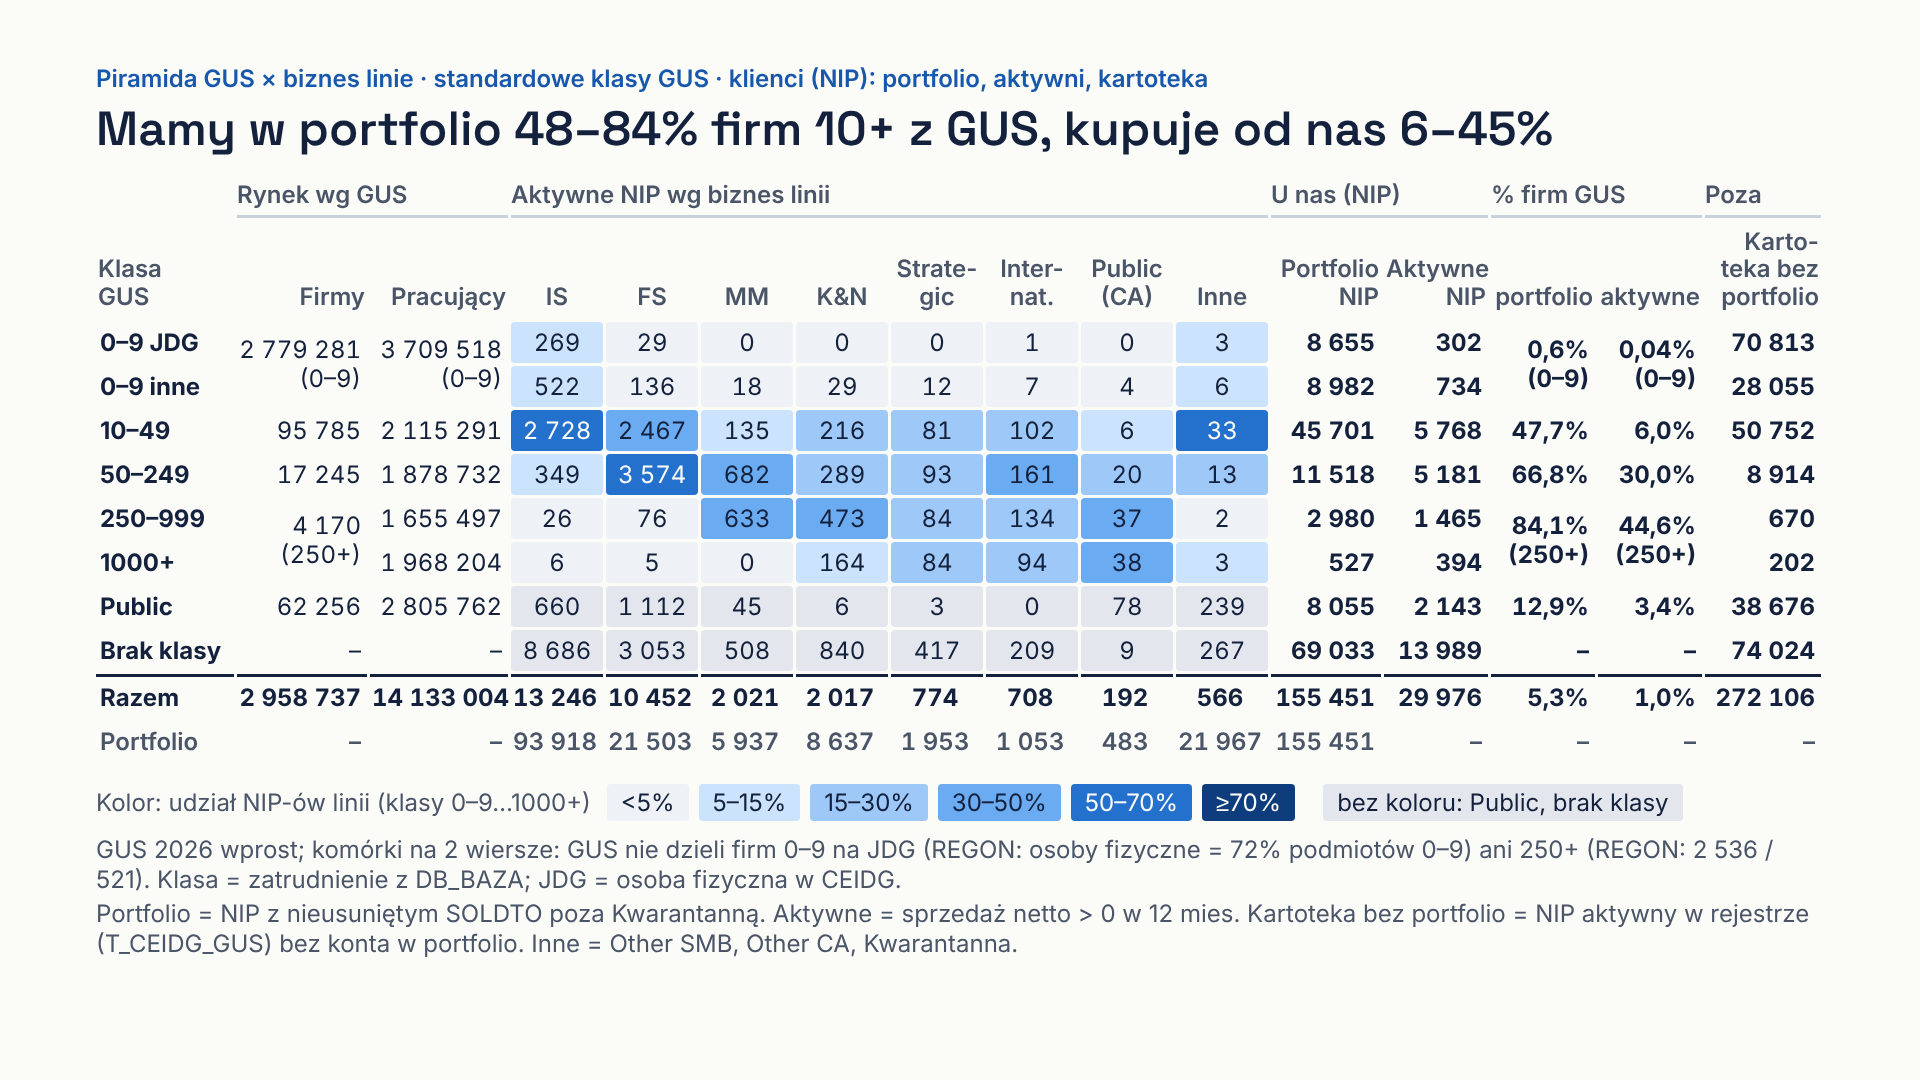 Piramida GUS × biznes linie · standardowe klasy GUS · klienci (NIP): portfolio, aktywni, kartoteka
Mamy w portfolio 48–84% firm 10+ z GUS, kupuje od nas 6–45%
Rynek wg GUS Aktywne NIP wg biznes linii U nas (NIP) % firm GUS Poza
Klasa GUS Firmy Pracujący IS FS MM K&N Strate-gic Inter-nat. Public (CA) Inne Portfolio NIP Aktywne NIP portfolio aktywne Karto-teka bez portfolio
0–9 JDG 2 779 281 (0–9) 3 709 518 (0–9) 269 29 0 0 0 1 0 3 8 655 302 0,6% (0–9) 0,04% (0–9) 70 813
0–9 inne 522 136 18 29 12 7 4 6 8 982 734 28 055
10–49 95 785 2 115 291 2 728 2 467 135 216 81 102 6 33 45 701 5 768 47,7% 6,0% 50 752
50–249 17 245 1 878 732 349 3 574 682 289 93 161 20 13 11 518 5 181 66,8% 30,0% 8 914
250–999 4 170 (250+) 1 655 497 26 76 633 473 84 134 37 2 2 980 1 465 84,1% (250+) 44,6% (250+) 670
1000+ 1 968 204 6 5 0 164 84 94 38 3 527 394 202
Public 62 256 2 805 762 660 1 112 45 6 3 0 78 239 8 055 2 143 12,9% 3,4% 38 676
Brak klasy – – 8 686 3 053 508 840 417 209 9 267 69 033 13 989 – – 74 024
Razem 2 958 737 14 133 004 13 246 10 452 2 021 2 017 774 708 192 566 155 451 29 976 5,3% 1,0% 272 106
Portfolio – – 93 918 21 503 5 937 8 637 1 953 1 053 483 21 967 155 451 – – – –
Kolor: udział NIP-ów linii (klasy 0–9…1000+) <5% 5–15% 15–30% 30–50% 50–70% ≥70% bez koloru: Public, brak klasy
GUS 2026 wprost; komórki na 2 wiersze: GUS nie dzieli firm 0–9 na JDG (REGON: osoby fizyczne = 72% podmiotów 0–9) ani 250+ (REGON: 2 536 /
521). Klasa = zatrudnienie z DB_BAZA; JDG = osoba fizyczna w CEIDG.
Portfolio = NIP z nieusuniętym SOLDTO poza Kwarantanną. Aktywne = sprzedaż netto > 0 w 12 mies. Kartoteka bez portfolio = NIP aktywny w rejestrze
(T_CEIDG_GUS) bez konta w portfolio. Inne = Other SMB, Other CA, Kwarantanna.